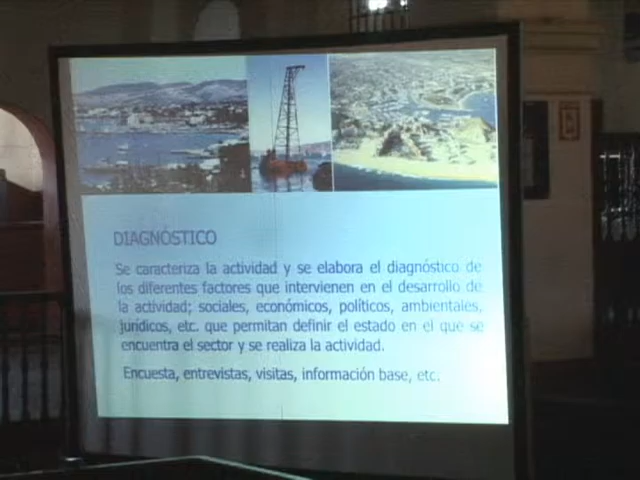 DIAGNÓSTICO
Se caracteriza la actividad y se elabora el diagnóstico de
los diferentes factores que intervienen en el desarrollo de
la actividad; sociales, económicos, políticos, ambientales,
jurídicos, etc. que permitan definir el estado en el que se
encuentra el sector y se realiza la actividad.
Encuesta, entrevistas, visitas, información base, etc.